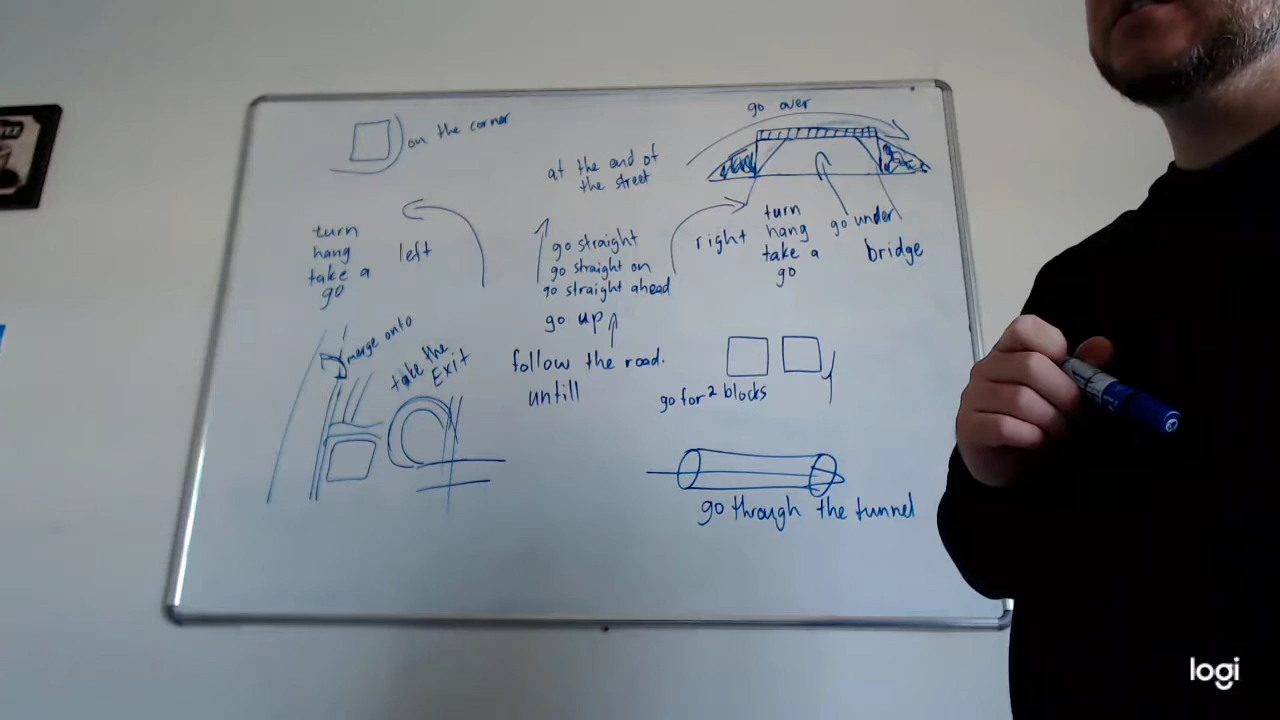 go over
on the corner
at the end of
the street
turn
hang
take a
go
left
go straight
go straight on
go straight ahead
go up
right
turn
hang
take a
go
go under
bridge
merge onto
take the
Exit
follow the road.
untill
go for 2 blocks
go through the tunnel
logi